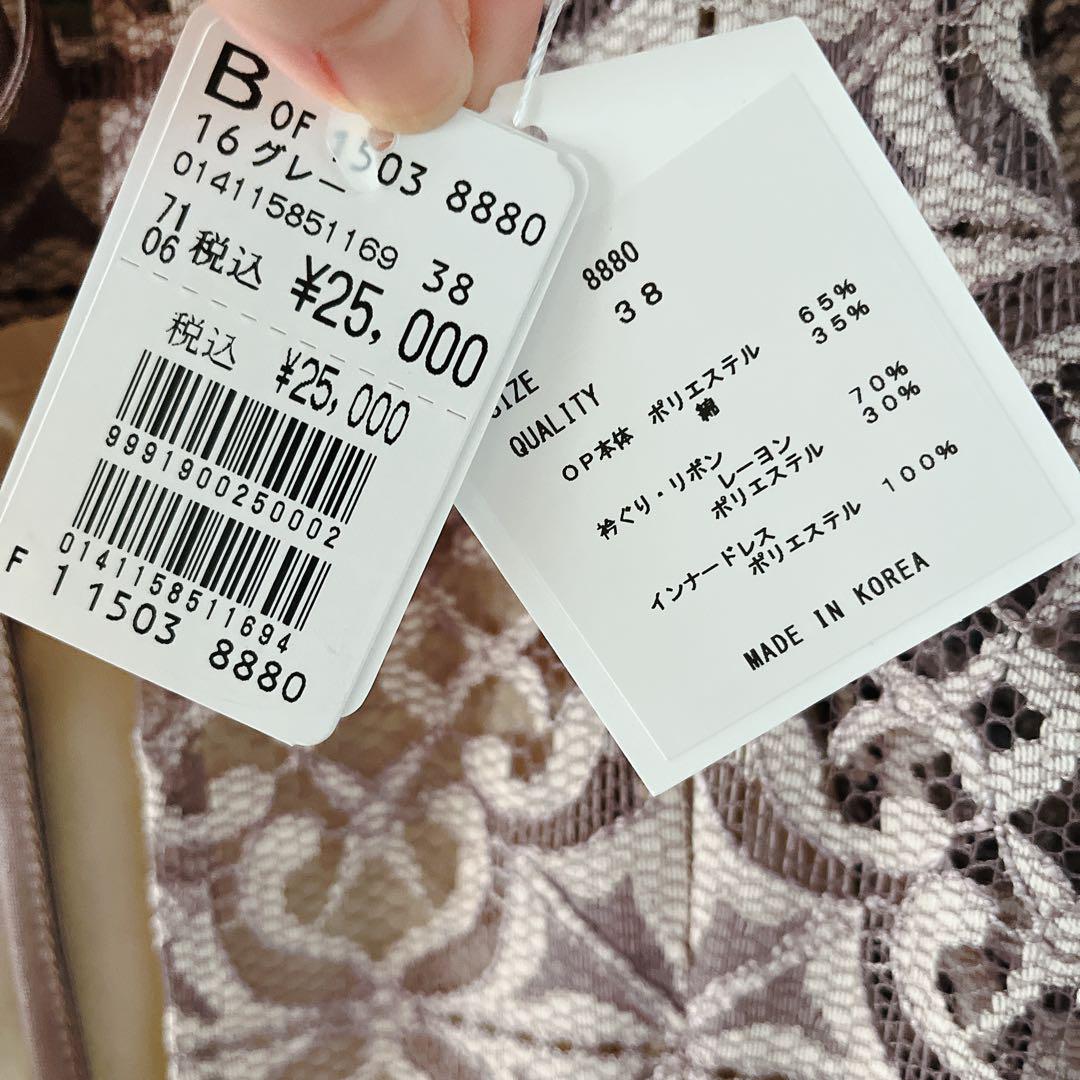 B OF 1503 8880
16 グレー
014115851169 38
71
06 税込 ¥25,000
税込 ¥25,000
9991900250002
0141158511694
F 1 1503 8880
8880
SIZE 38
QUALITY
OP本体 ポリエステル 65%
綿 35%
衿ぐり・リボン レーヨン 70%
ポリエステル 30%
インナードレス
ポリエステル 100%
MADE IN KOREA